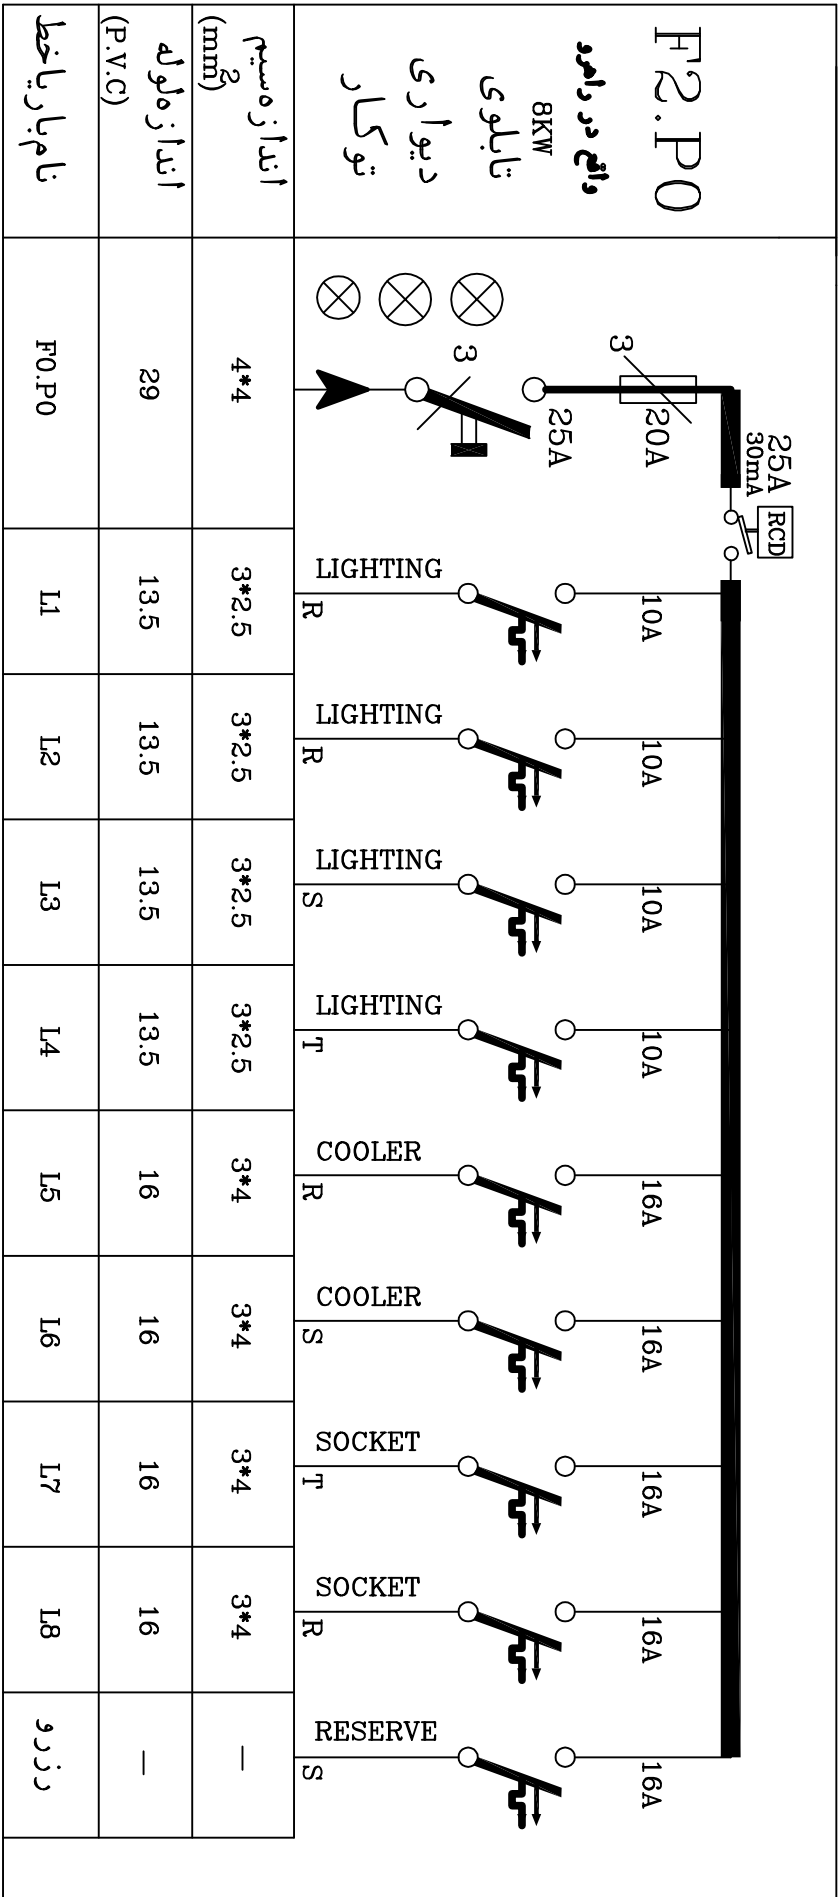 F2.P0
واقع در راهرو
8KW
تابلوی
دیواری
توکار
25A
30mA
RCD
3
20A
25A
3
10A
10A
10A
10A
16A
16A
16A
16A
16A
LIGHTING
R
LIGHTING
R
LIGHTING
S
LIGHTING
T
COOLER
R
COOLER
S
SOCKET
T
SOCKET
R
RESERVE
S
اندازه سیم
(mm²)
4*4
3*2.5
3*2.5
3*2.5
3*2.5
3*4
3*4
3*4
3*4
—
اندازه لوله
(P.V.C)
29
13.5
13.5
13.5
13.5
16
16
16
16
—
نام بار یا خط
F0.P0
L1
L2
L3
L4
L5
L6
L7
L8
رزرو